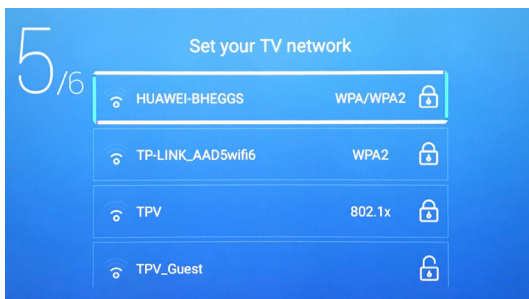 5/6
Set your TV network
HUAWEI-BHEGGS WPA/WPA2
TP-LINK_AAD5wifi6 WPA2
TPV 802.1x
TPV_Guest